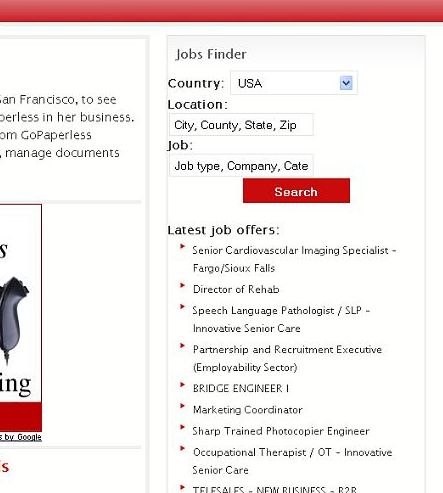 Jobs Finder
Country: USA
Location:
City, County, State, Zip
Job:
Job type, Company, Cate
Search
Latest job offers:
Senior Cardiovascular Imaging Specialist -
Fargo/Sioux Falls
Director of Rehab
Speech Language Pathologist / SLP -
Innovative Senior Care
Partnership and Recruitment Executive
(Employability Sector)
BRIDGE ENGINEER I
Marketing Coordinator
Sharp Trained Photocopier Engineer
Occupational Therapist / OT - Innovative
Senior Care
TELESALES - NEW BUSINESS - B2B
San Francisco, to see
perless in her business.
om GoPaperless
, manage documents
s
ing
s by Google
's